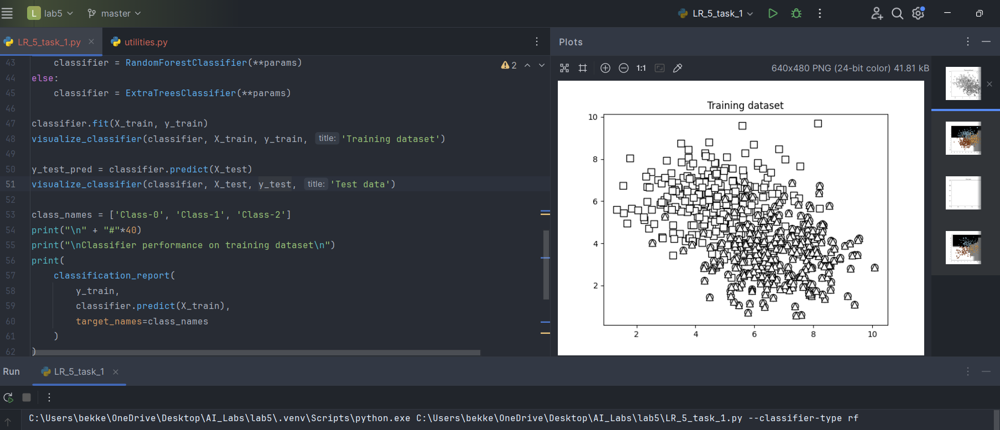 L lab5 master LR_5_task_1
LR_5_task_1.py utilities.py Plots
43 classifier = RandomForestClassifier(**params) 2
44 else:
45 classifier = ExtraTreesClassifier(**params)
46
47 classifier.fit(X_train, y_train)
48 visualize_classifier(classifier, X_train, y_train, title: 'Training dataset')
49
50 y_test_pred = classifier.predict(X_test)
51 visualize_classifier(classifier, X_test, y_test, title: 'Test data')
52
53 class_names = ['Class-0', 'Class-1', 'Class-2']
54 print("\n" + "#"*40)
55 print("\nClassifier performance on training dataset\n")
56 print(
57 classification_report(
58 y_train,
59 classifier.predict(X_train),
60 target_names=class_names
61 )
62 )
1:1 640x480 PNG (24-bit color) 41.81 kB
Training dataset
10
8
6
4
2
2 4 6 8 10
Run LR_5_task_1
C:\Users\bekke\OneDrive\Desktop\AI_Labs\lab5\.venv\Scripts\python.exe C:\Users\bekke\OneDrive\Desktop\AI_Labs\lab5\LR_5_task_1.py --classifier-type rf